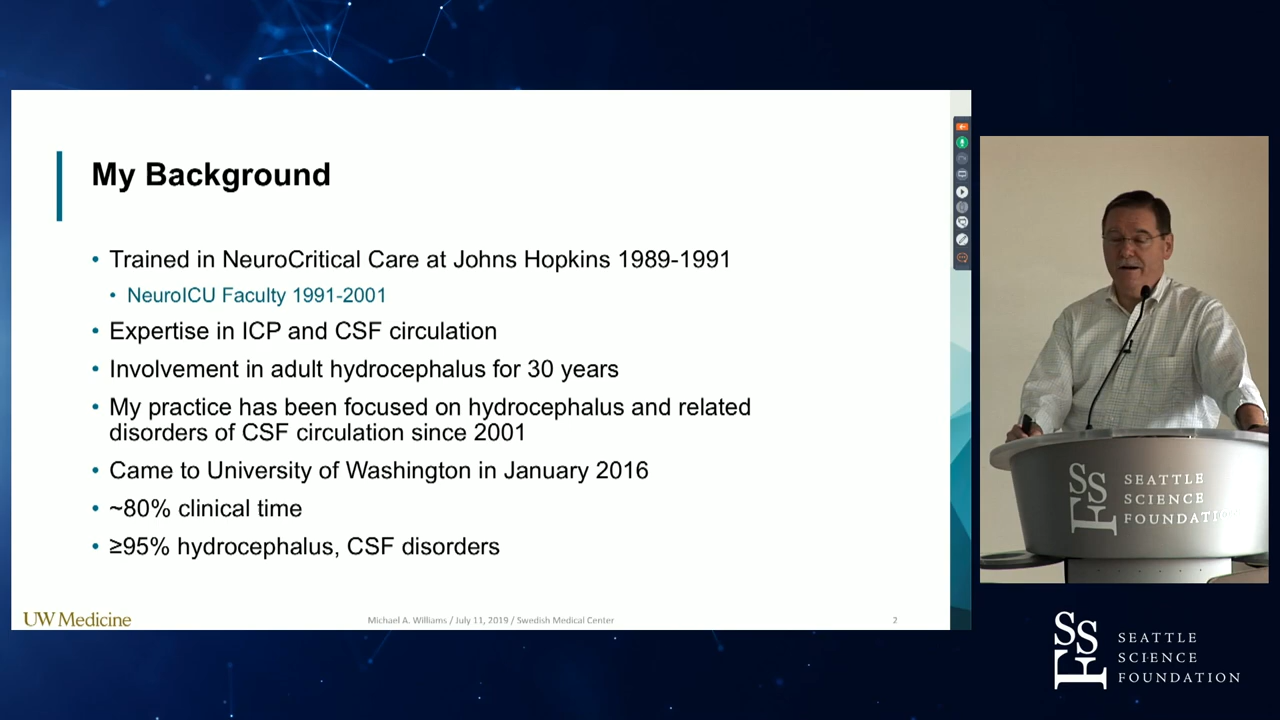 My Background
• Trained in NeuroCritical Care at Johns Hopkins 1989-1991
• NeuroICU Faculty 1991-2001
• Expertise in ICP and CSF circulation
• Involvement in adult hydrocephalus for 30 years
• My practice has been focused on hydrocephalus and related
disorders of CSF circulation since 2001
• Came to University of Washington in January 2016
• ~80% clinical time
• ≥95% hydrocephalus, CSF disorders
UW Medicine
Michael A. Williams / July 11, 2019 / Swedish Medical Center
2
SSF
SEATTLE
SCIENCE
FOUNDATION
SSF
SEATTLE
SCIENCE
FOUNDATION